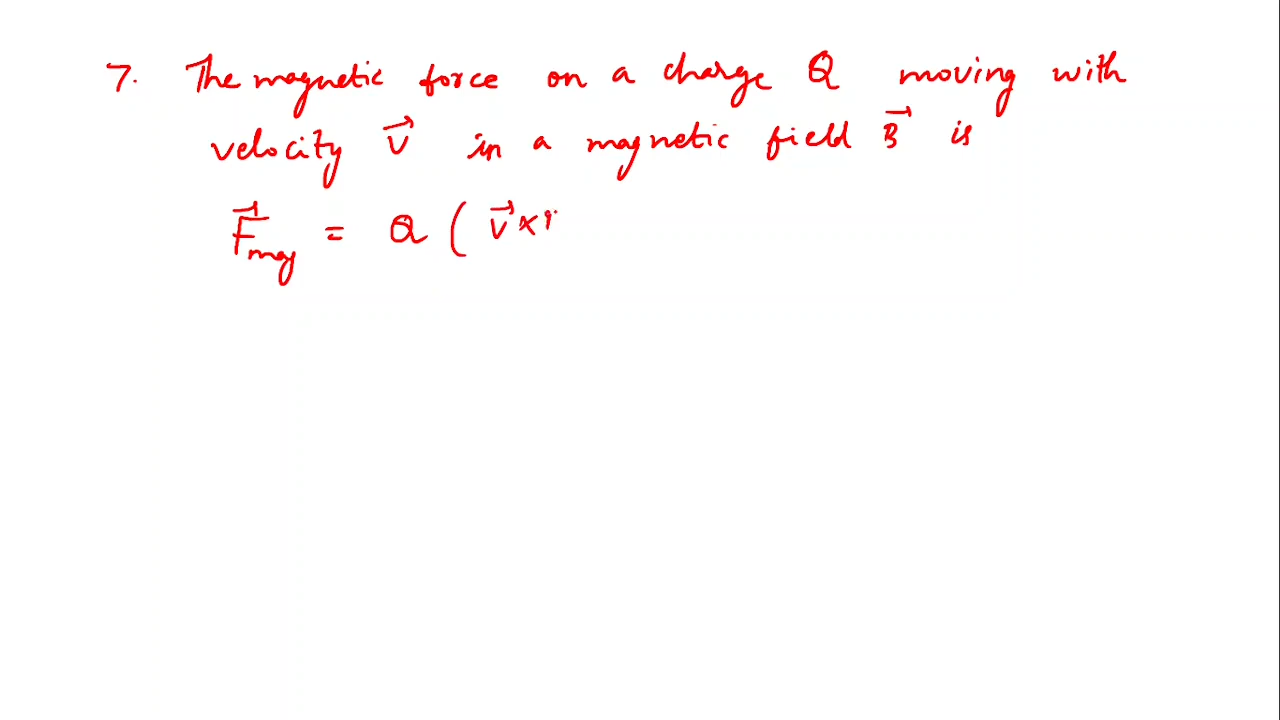 7. The magnetic force on a charge Q moving with
velocity v⃗ in a magnetic field B⃗ is
F⃗mag = Q ( v⃗ ×